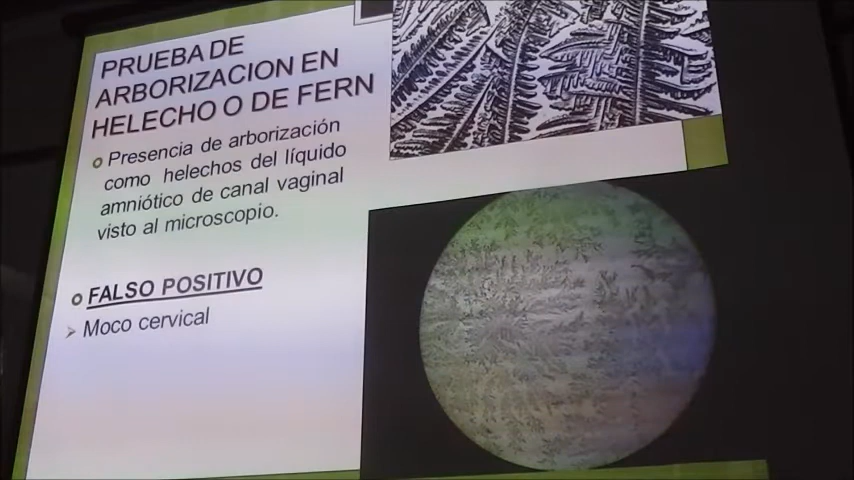 PRUEBA DE
ARBORIZACION EN
HELECHO O DE FERN
Presencia de arborización
como helechos del líquido
amniótico de canal vaginal
visto al microscopio.
FALSO POSITIVO
Moco cervical